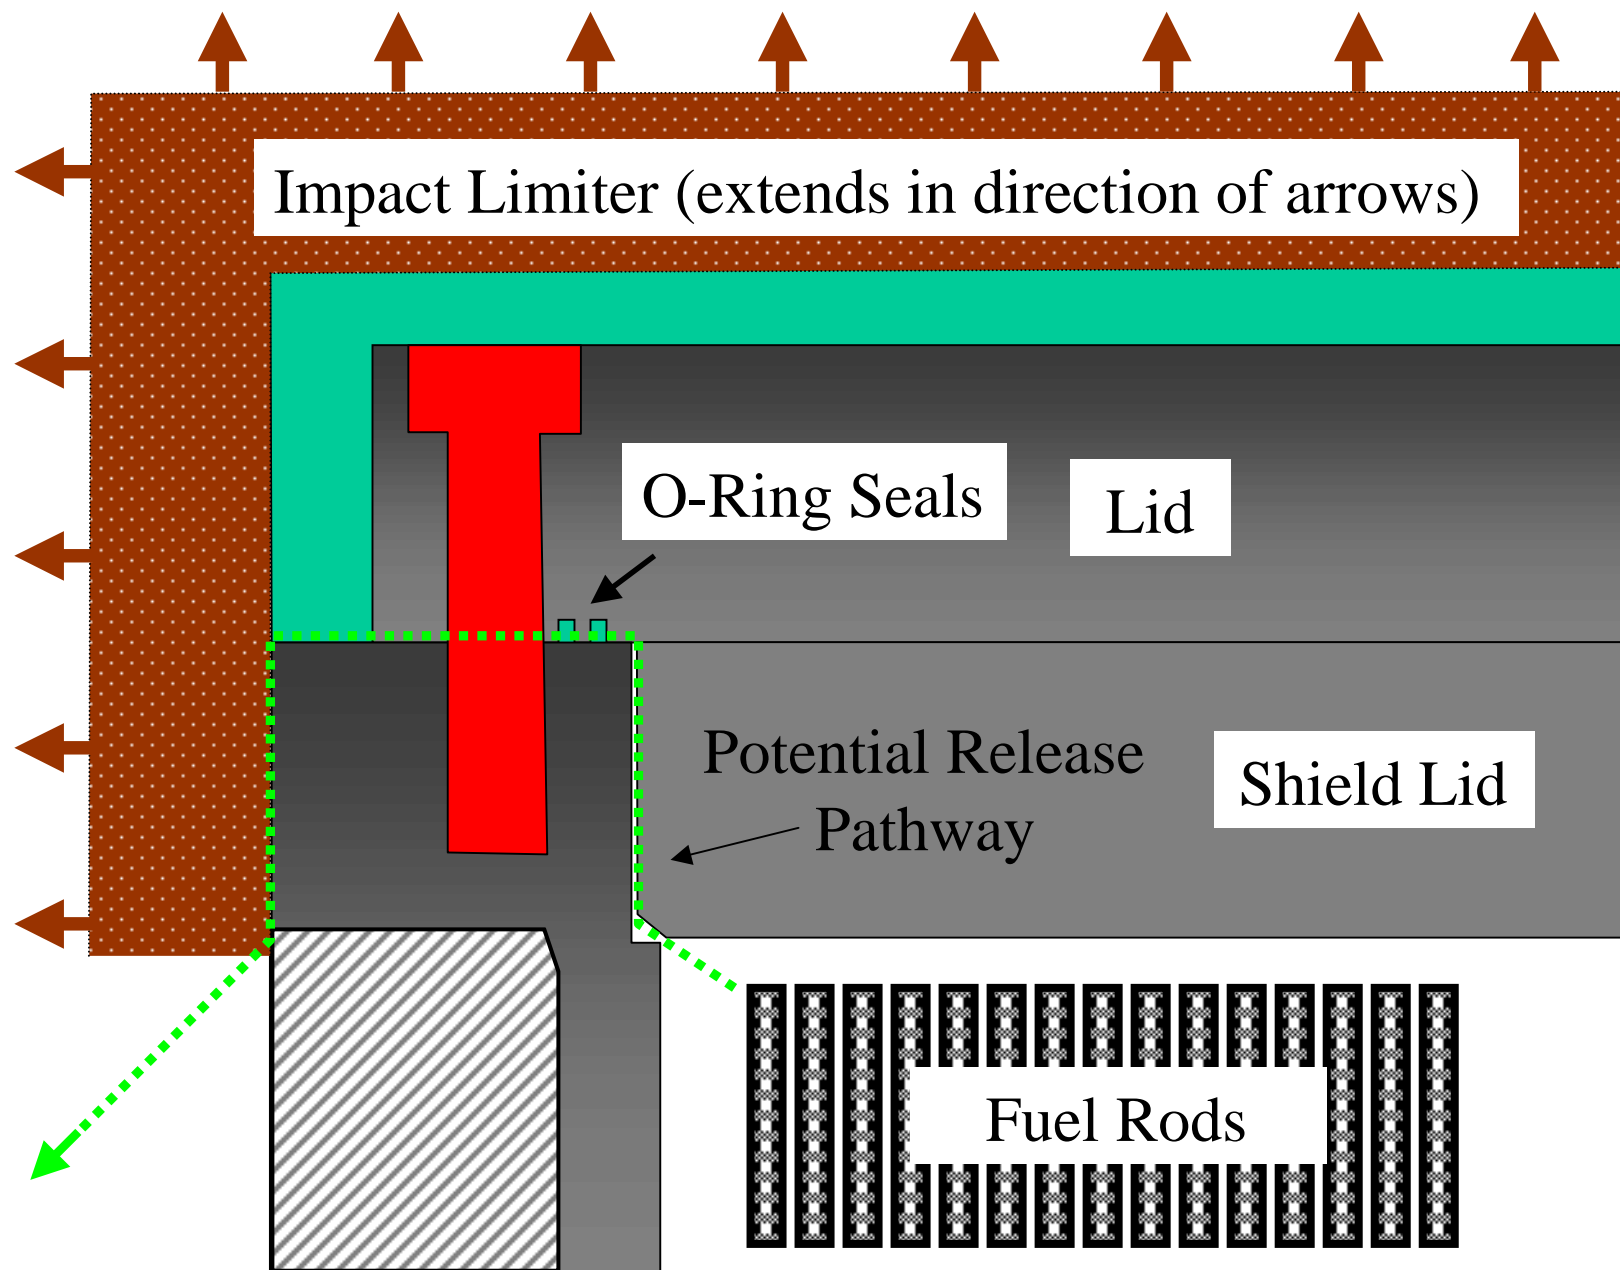 Impact Limiter (extends in direction of arrows)
O-Ring Seals
Lid
Potential Release
Pathway
Shield Lid
Fuel Rods